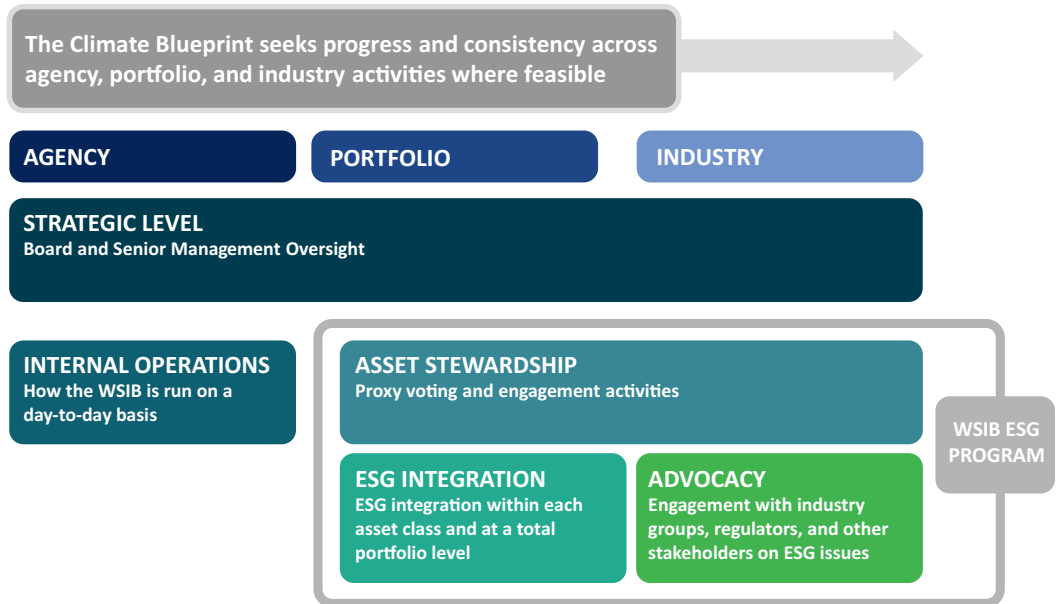 The Climate Blueprint seeks progress and consistency across
agency, portfolio, and industry activities where feasible
AGENCY
PORTFOLIO
INDUSTRY
STRATEGIC LEVEL
Board and Senior Management Oversight
INTERNAL OPERATIONS
How the WSIB is run on a
day-to-day basis
ASSET STEWARDSHIP
Proxy voting and engagement activities
ESG INTEGRATION
ESG integration within each
asset class and at a total
portfolio level
ADVOCACY
Engagement with industry
groups, regulators, and other
stakeholders on ESG issues
WSIB ESG
PROGRAM